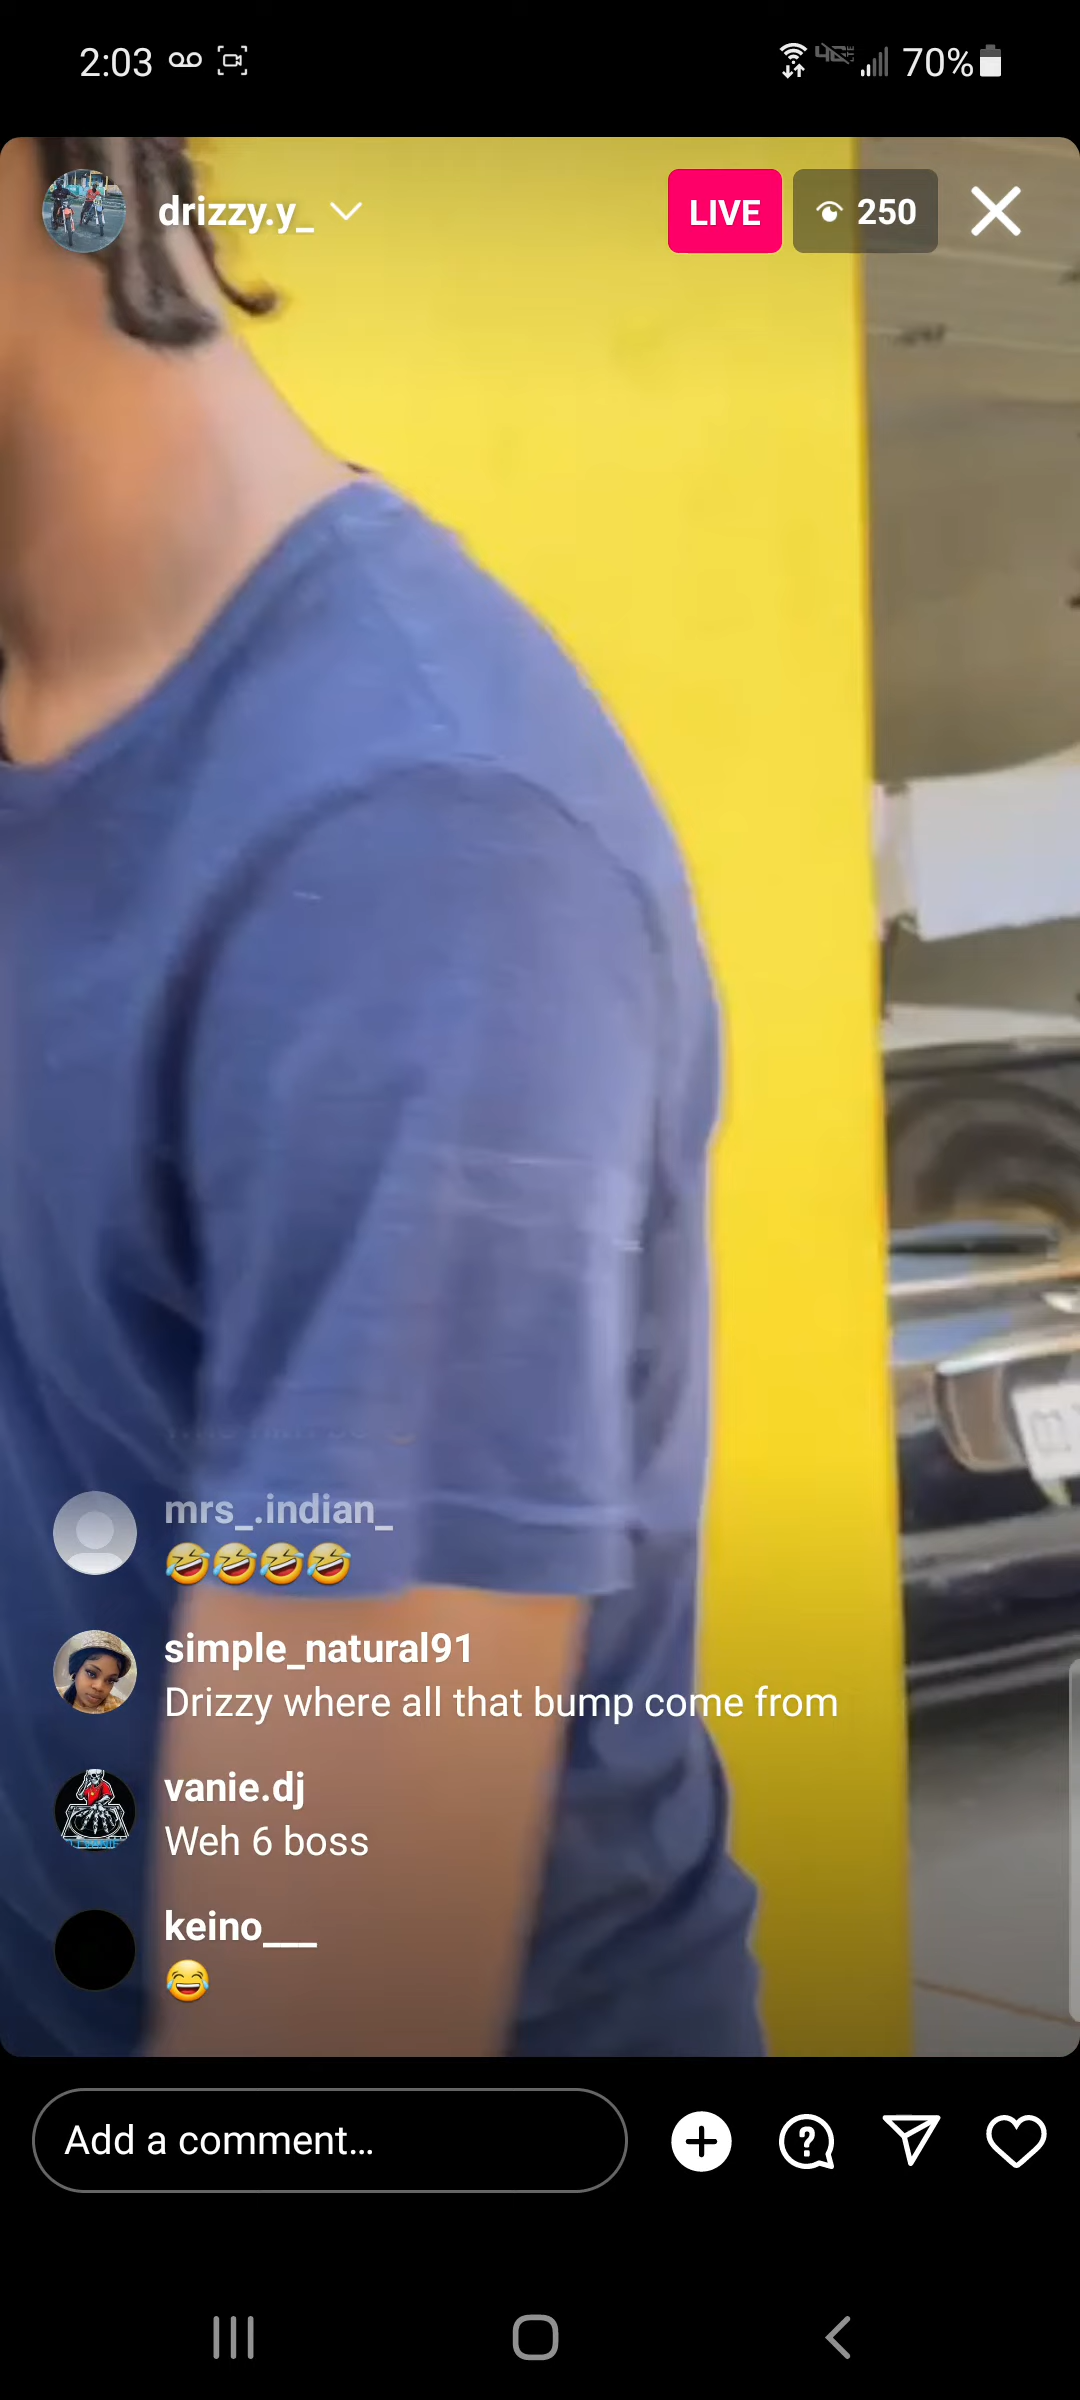 2:03 70%
drizzy.y_ LIVE 250
mrs_.indian_
🤣🤣🤣🤣
simple_natural91
Drizzy where all that bump come from
vanie.dj
Weh 6 boss
keino___
😂
Add a comment...